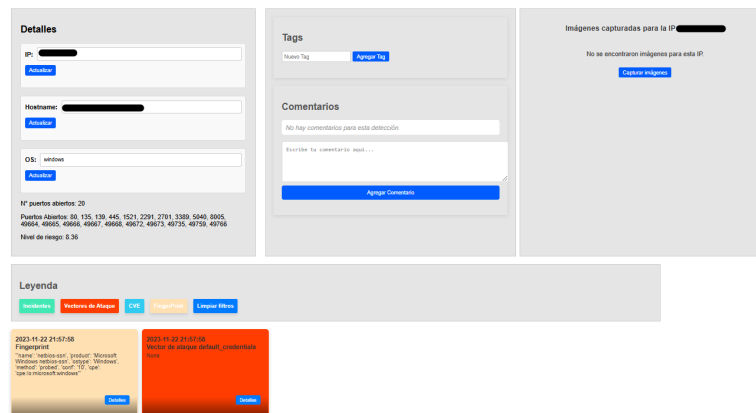 Detalles
IP:
Actualizar
Hostname:
Actualizar
OS: windows
Actualizar
N° puertos abiertos: 20
Puertos Abiertos: 80, 135, 139, 445, 1521, 2291, 2701, 3389, 5040, 8005,
49664, 49665, 49666, 49667, 49668, 49672, 49673, 49735, 49759, 49766
Nivel de riesgo: 8.36
Tags
Nuevo Tag Agregar Tag
Comentarios
No hay comentarios para esta detección.
Escribe tu comentario aquí...
Agregar Comentario
Imágenes capturadas para la IP
No se encontraron imágenes para esta IP.
Capturar imágenes
Leyenda
Incidentes Vectores de Ataque CVE FingerPrint Limpiar filtros
2023-11-22 21:57:58
Fingerprint
"'name': 'netbios-ssn', 'product': 'Microsoft
Windows netbios-ssn', 'ostype': 'Windows',
'method': 'probed', 'conf': '10', 'cpe':
'cpe:/o:microsoft:windows'"
Detalles
2023-11-22 21:57:58
Vector de ataque default_credentials
None
Detalles